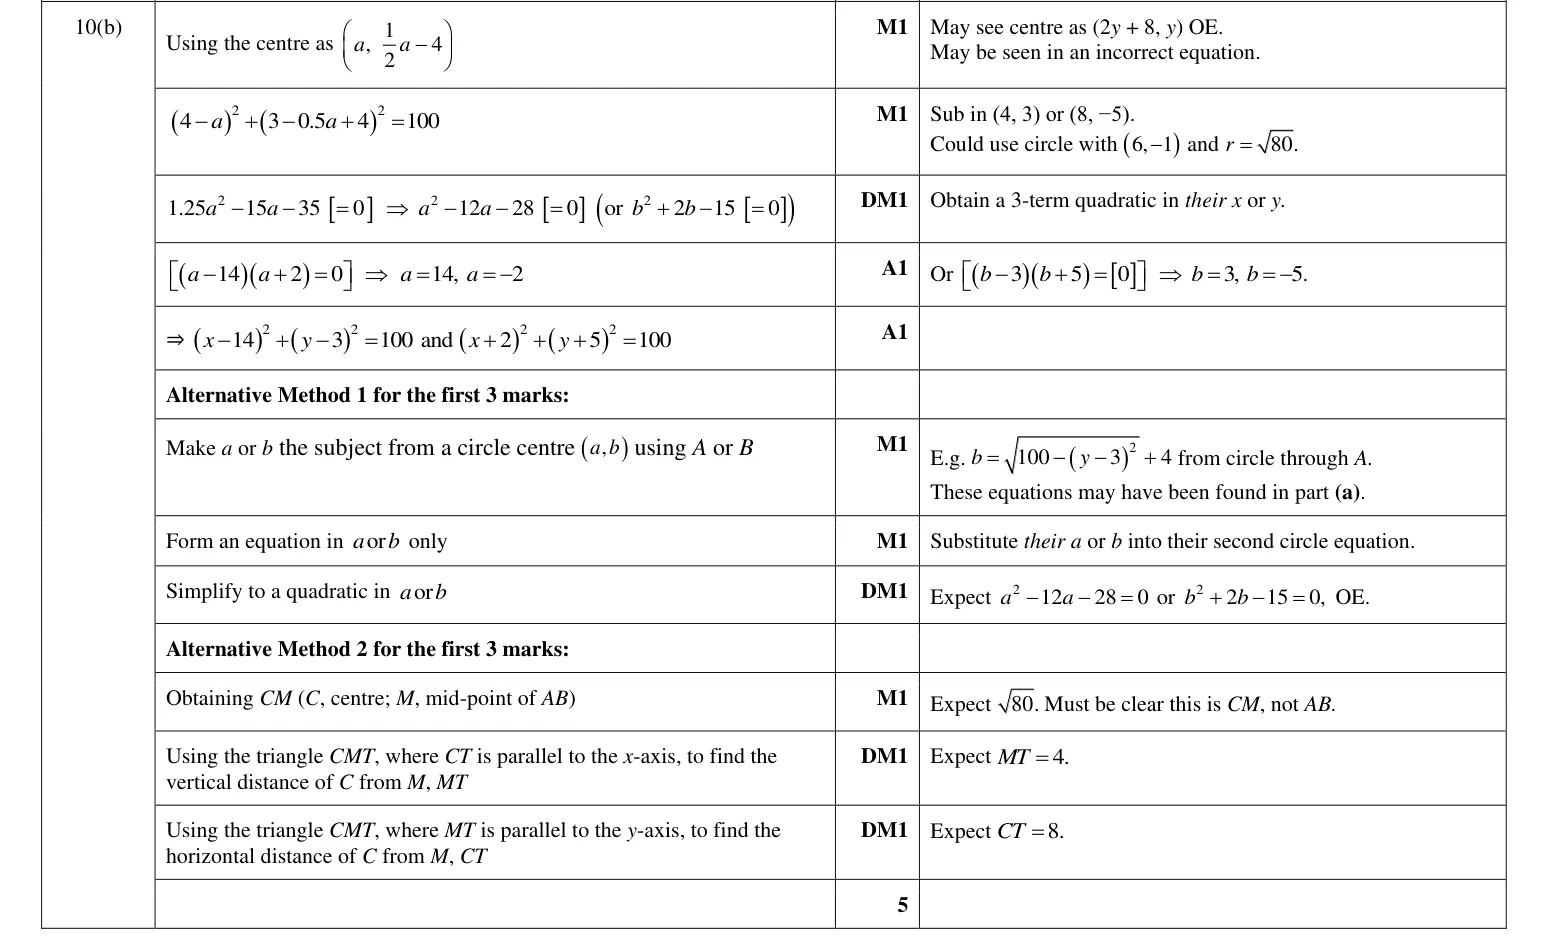 10(b)
Using the centre as (a, 1/2 a − 4)
M1
May see centre as (2y + 8, y) OE.
May be seen in an incorrect equation.
(4 − a)² + (3 − 0.5a + 4)² = 100
M1
Sub in (4, 3) or (8, −5).
Could use circle with (6, −1) and r = √80.
1.25a² − 15a − 35 [= 0] ⇒ a² − 12a − 28 [= 0] (or b² + 2b − 15 [= 0])
DM1
Obtain a 3-term quadratic in their x or y.
[(a − 14)(a + 2) = 0] ⇒ a = 14, a = −2
A1
Or [(b − 3)(b + 5) = [0]] ⇒ b = 3, b = −5.
⇒ (x − 14)² + (y − 3)² = 100 and (x + 2)² + (y + 5)² = 100
A1
Alternative Method 1 for the first 3 marks:
Make a or b the subject from a circle centre (a, b) using A or B
M1
E.g. b = √(100 − (y − 3)²) + 4 from circle through A.
These equations may have been found in part (a).
Form an equation in a or b only
M1
Substitute their a or b into their second circle equation.
Simplify to a quadratic in a or b
DM1
Expect a² − 12a − 28 = 0 or b² + 2b − 15 = 0, OE.
Alternative Method 2 for the first 3 marks:
Obtaining CM (C, centre; M, mid-point of AB)
M1
Expect √80. Must be clear this is CM, not AB.
Using the triangle CMT, where CT is parallel to the x-axis, to find the
vertical distance of C from M, MT
DM1
Expect MT = 4.
Using the triangle CMT, where MT is parallel to the y-axis, to find the
horizontal distance of C from M, CT
DM1
Expect CT = 8.
5